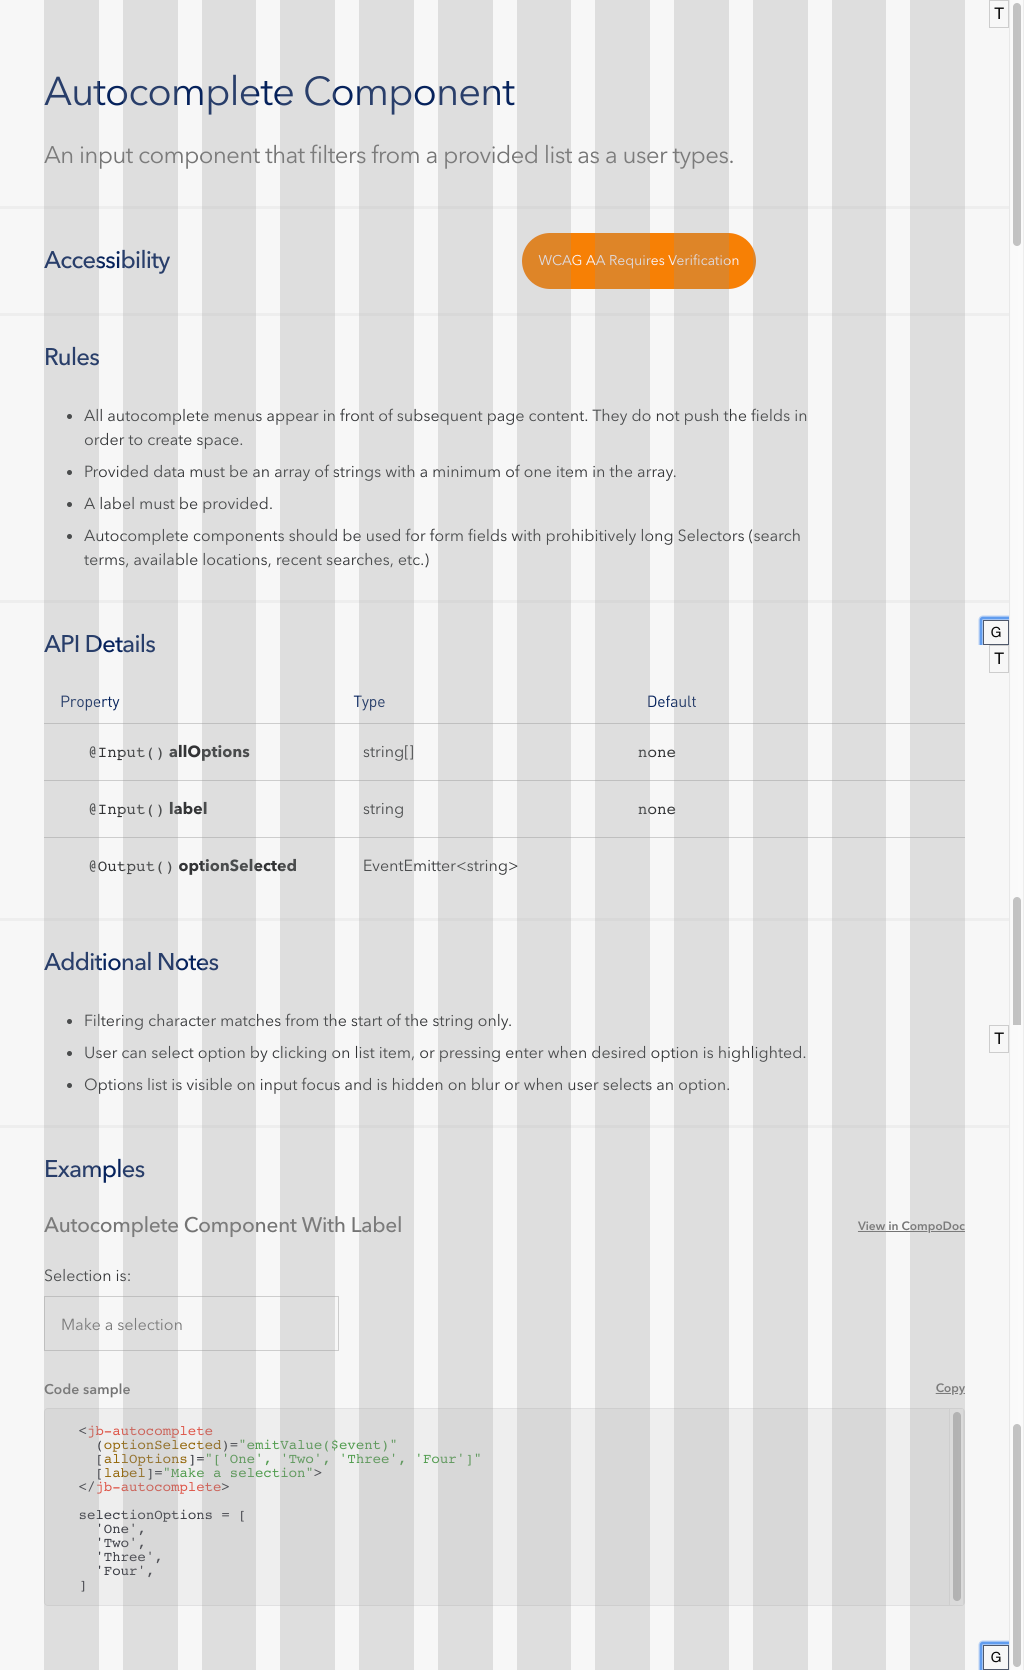 T
Autocomplete Component
An input component that filters from a provided list as a user types.
Accessibility
WCAG AA Requires Verification
Rules
• All autocomplete menus appear in front of subsequent page content. They do not push the fields in
order to create space.
• Provided data must be an array of strings with a minimum of one item in the array.
• A label must be provided.
• Autocomplete components should be used for form fields with prohibitively long Selectors (search
terms, available locations, recent searches, etc.)
G
API Details
T
Property Type Default
@Input() allOptions string[] none
@Input() label string none
@Output() optionSelected EventEmitter<string>
Additional Notes
• Filtering character matches from the start of the string only.
T
• User can select option by clicking on list item, or pressing enter when desired option is highlighted.
• Options list is visible on input focus and is hidden on blur or when user selects an option.
Examples
Autocomplete Component With Label View in CompoDoc
Selection is:
Make a selection
Code sample Copy
<jb-autocomplete
(optionSelected)="emitValue($event)"
[allOptions]="['One', 'Two', 'Three', 'Four']"
[label]="Make a selection">
</jb-autocomplete>
selectionOptions = [
'One',
'Two',
'Three',
'Four',
]
G